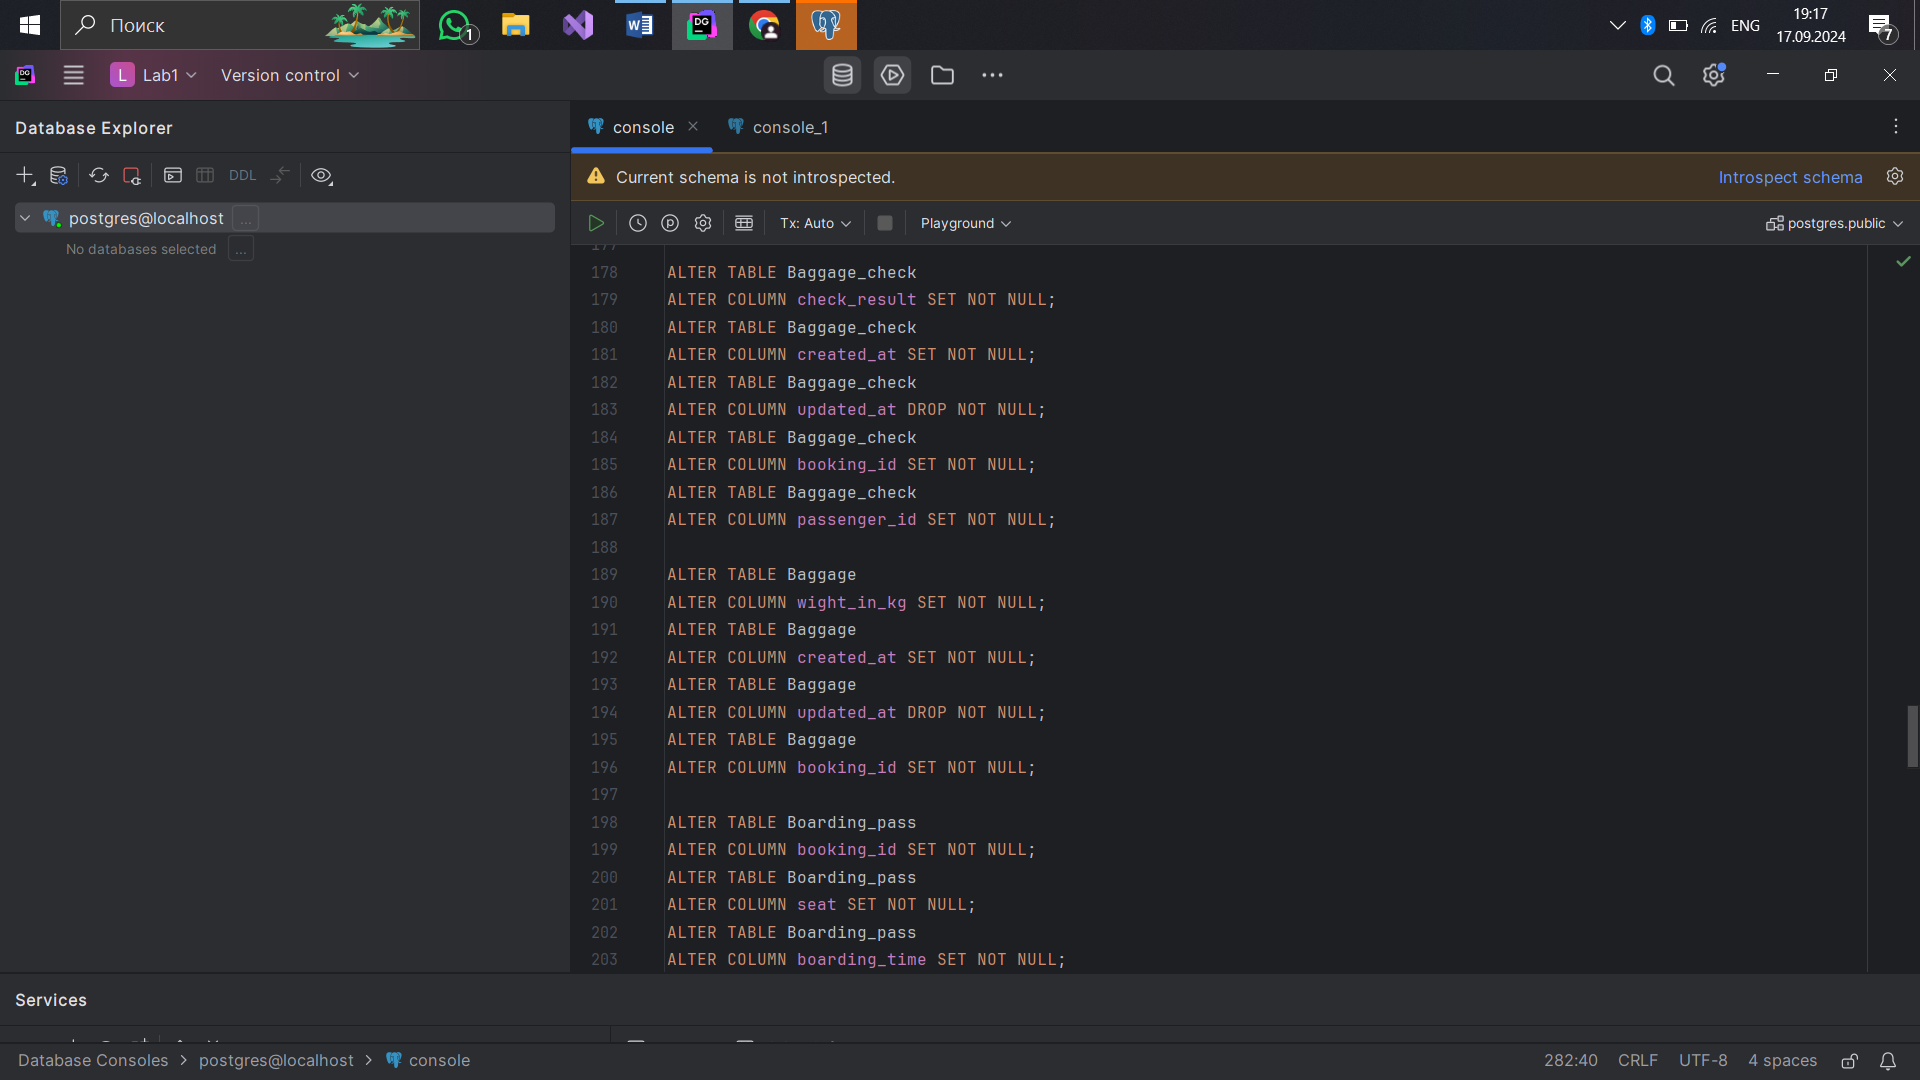 Поиск
1
ENG
19:17
17.09.2024
7
L Lab1
Version control
Database Explorer
DDL
postgres@localhost ...
No databases selected ...
console
console_1
Current schema is not introspected.
Introspect schema
Tx: Auto
Playground
postgres.public
177
178 ALTER TABLE Baggage_check
179 ALTER COLUMN check_result SET NOT NULL;
180 ALTER TABLE Baggage_check
181 ALTER COLUMN created_at SET NOT NULL;
182 ALTER TABLE Baggage_check
183 ALTER COLUMN updated_at DROP NOT NULL;
184 ALTER TABLE Baggage_check
185 ALTER COLUMN booking_id SET NOT NULL;
186 ALTER TABLE Baggage_check
187 ALTER COLUMN passenger_id SET NOT NULL;
188
189 ALTER TABLE Baggage
190 ALTER COLUMN wight_in_kg SET NOT NULL;
191 ALTER TABLE Baggage
192 ALTER COLUMN created_at SET NOT NULL;
193 ALTER TABLE Baggage
194 ALTER COLUMN updated_at DROP NOT NULL;
195 ALTER TABLE Baggage
196 ALTER COLUMN booking_id SET NOT NULL;
197
198 ALTER TABLE Boarding_pass
199 ALTER COLUMN booking_id SET NOT NULL;
200 ALTER TABLE Boarding_pass
201 ALTER COLUMN seat SET NOT NULL;
202 ALTER TABLE Boarding_pass
203 ALTER COLUMN boarding_time SET NOT NULL;
Services
Database Consoles > postgres@localhost > console
282:40
CRLF
UTF-8
4 spaces